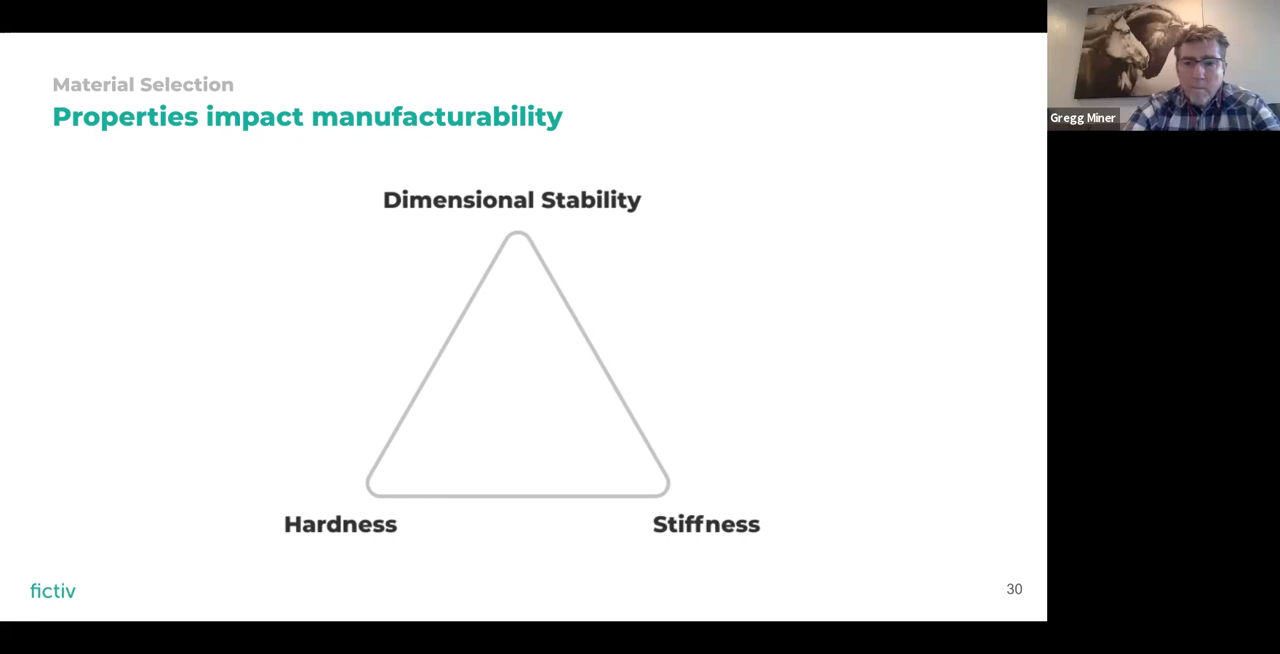 Material Selection
Properties impact manufacturability
Dimensional Stability
Hardness
Stiffness
fictiv
30
Gregg Miner